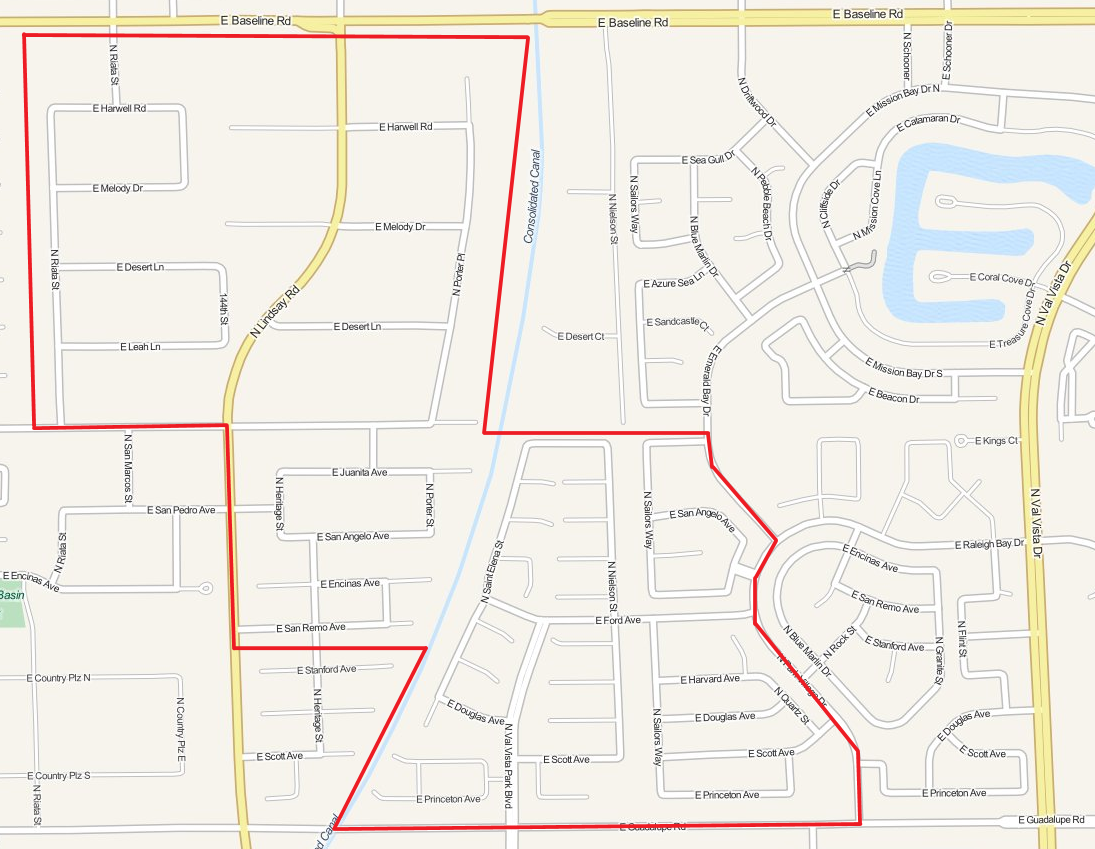 E Baseline Rd
E Baseline Rd
E Baseline Rd
N Riata St
N Schooner
E Schooner Dr
N Driftwood Dr
E Mission Bay Dr N
E Harwell Rd
E Harwell Rd
E Catamaran Dr
Consolidated Canal
E Sea Gull Dr
E Melody Dr
N Sailors Way
N Pebble Beach Dr
N Nielson St
N Cliffside Dr
N Mission Cove Ln
E Melody Dr
N Blue Marlin Dr
N Riata St
E Desert Ln
N Porter Pl
E Azure Sea Ln
E Coral Cove Dr
N Val Vista Dr
144th St
N Lindsay Rd
E Desert Ln
E Sandcastle Ct
E Desert Ct
E Treasure Cove Dr
E Leah Ln
E Emerald Bay Dr
E Mission Bay Dr S
E Beacon Dr
N San Marcos St
E Kings Ct
E Juanita Ave
N Heritage St
N Porter St
N Sailors Way
E San Pedro Ave
E San Angelo Ave
N Val Vista Dr
E San Angelo Ave
N Riata St
E Raleigh Bay Dr
E Encinas Ave
E Encinas Ave
Basin
E Encinas Ave
N Saint Elena St
N Nielson St
E San Remo Ave
E San Remo Ave
E Ford Ave
N Blue Marlin Dr
N Rock St
E Stanford Ave
N Flint St
N Granite St
E Stanford Ave
N Park Village Dr
E Country Plz N
E Harvard Ave
N Quartz St
N Heritage St
N Country Plz E
E Douglas Ave
E Douglas Ave
E Douglas Ave
N Sailors Way
N Val Vista Park Blvd
E Scott Ave
E Scott Ave
E Scott Ave
E Scott Ave
E Country Plz S
N Riata St
E Princeton Ave
E Princeton Ave
E Princeton Ave
ed Canal
E Guadalupe Rd
E Guadalupe Rd